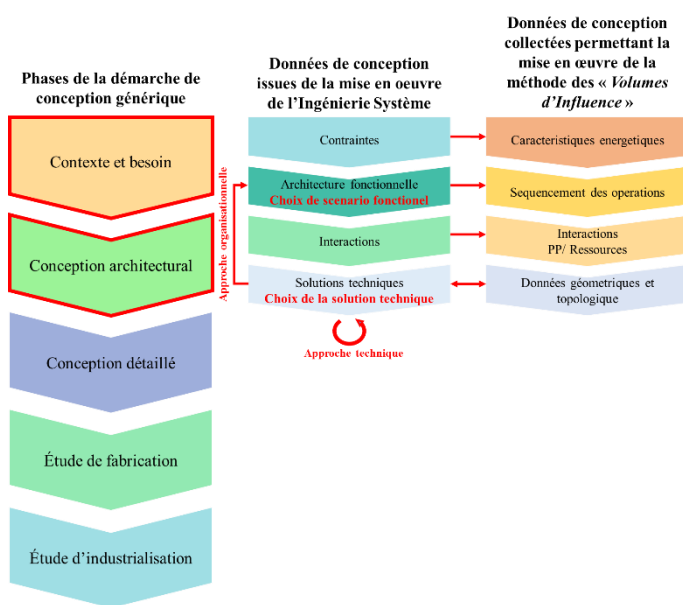 Phases de la démarche de
conception générique
Contexte et besoin
Conception architectural
Conception détaillé
Étude de fabrication
Étude d'industrialisation
Données de conception
issues de la mise en oeuvre
de l'Ingénierie Système
Contraintes
Architecture fonctionnelle
Choix de scenario fonctionel
Interactions
Solutions techniques
Choix de la solution technique
Approche technique
Approche organisationnelle
Données de conception
collectées permettant la
mise en œuvre de la
méthode des « Volumes
d'Influence »
Caracteristiques energetiques
Sequencement des operations
Interactions
PP/ Ressources
Données géometriques et
topologique